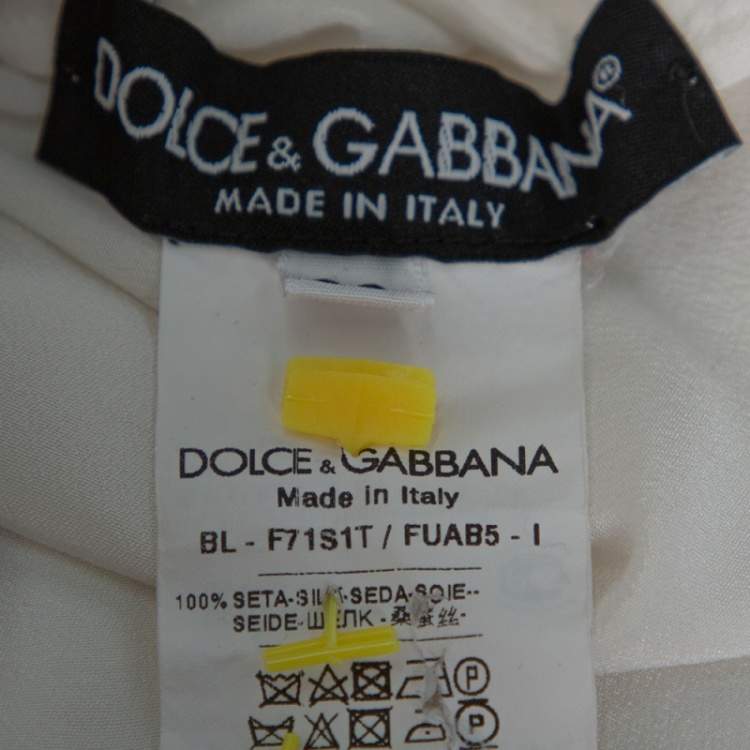 DOLCE & GABBANA®
MADE IN ITALY
DOLCE & GABBANA
Made in Italy
BL - F71S1T / FUAB5 - I
100% SETA-SILK-SEDA-SOIE--
SEIDE-ШЕЛК - 桑蚕丝-
P
P